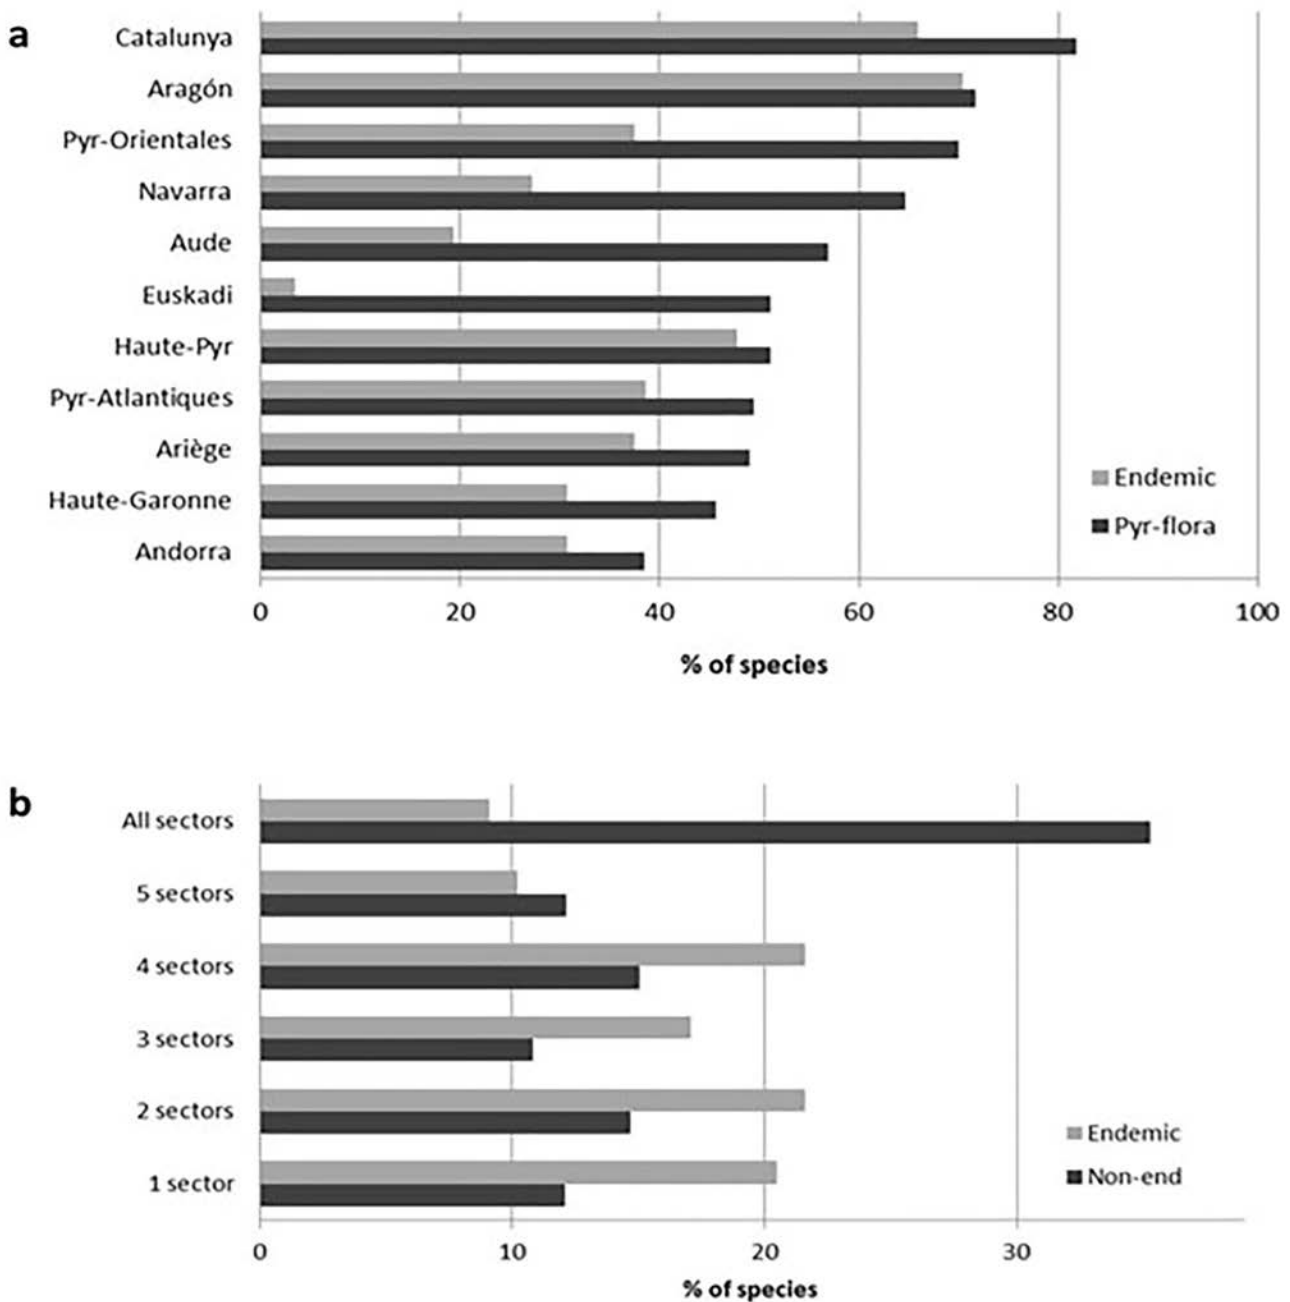 a
Catalunya
Aragón
Pyr-Orientales
Navarra
Aude
Euskadi
Haute-Pyr
Pyr-Atlantiques
Ariège
Haute-Garonne
Andorra
Endemic
Pyr-flora
0 20 40 60 80 100
% of species
b
All sectors
5 sectors
4 sectors
3 sectors
2 sectors
1 sector
Endemic
Non-end
0 10 20 30
% of species